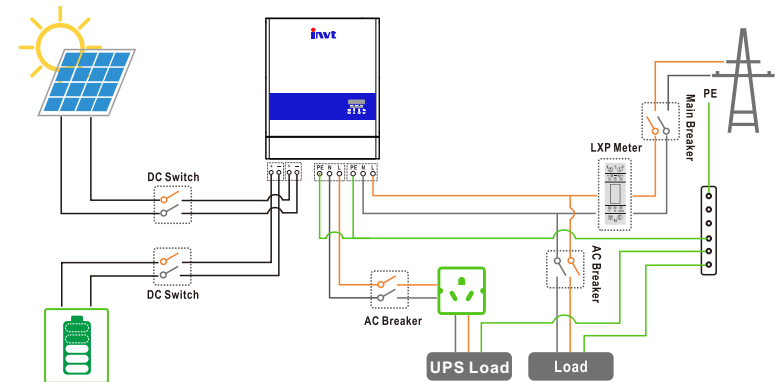 invt
PE
Main Breaker
LXP Meter
DC Switch
+ - + -
PE N L PE N L
DC Switch
AC Breaker
AC Breaker
UPS Load
Load